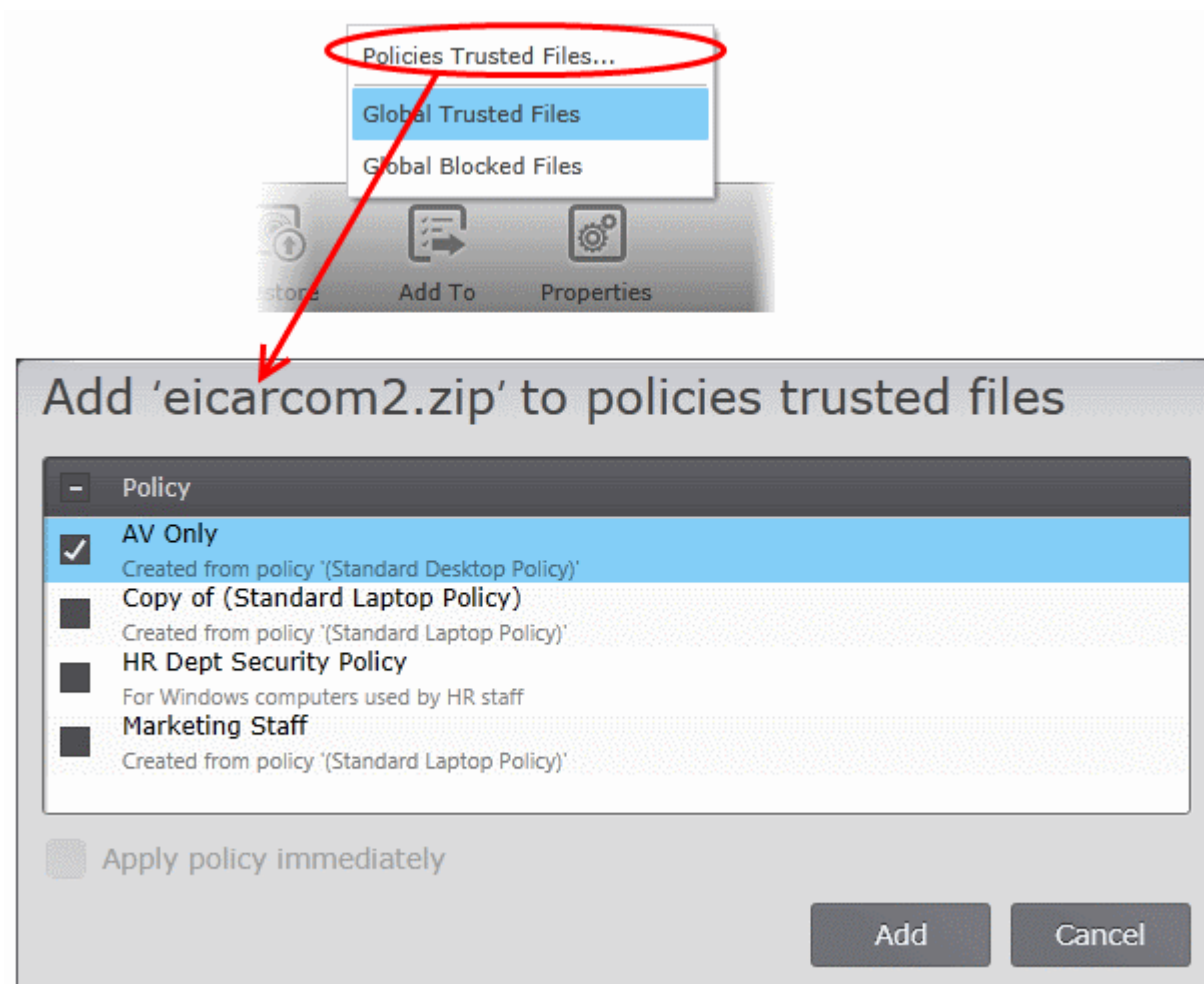 Policies Trusted Files...
Global Trusted Files
Global Blocked Files
Add To
Properties
Add ‘eicarcom2.zip’ to policies trusted files
Policy
AV Only
Created from policy '(Standard Desktop Policy)'
Copy of (Standard Laptop Policy)
Created from policy '(Standard Laptop Policy)'
HR Dept Security Policy
For Windows computers used by HR staff
Marketing Staff
Created from policy '(Standard Laptop Policy)'
Apply policy immediately
Add
Cancel